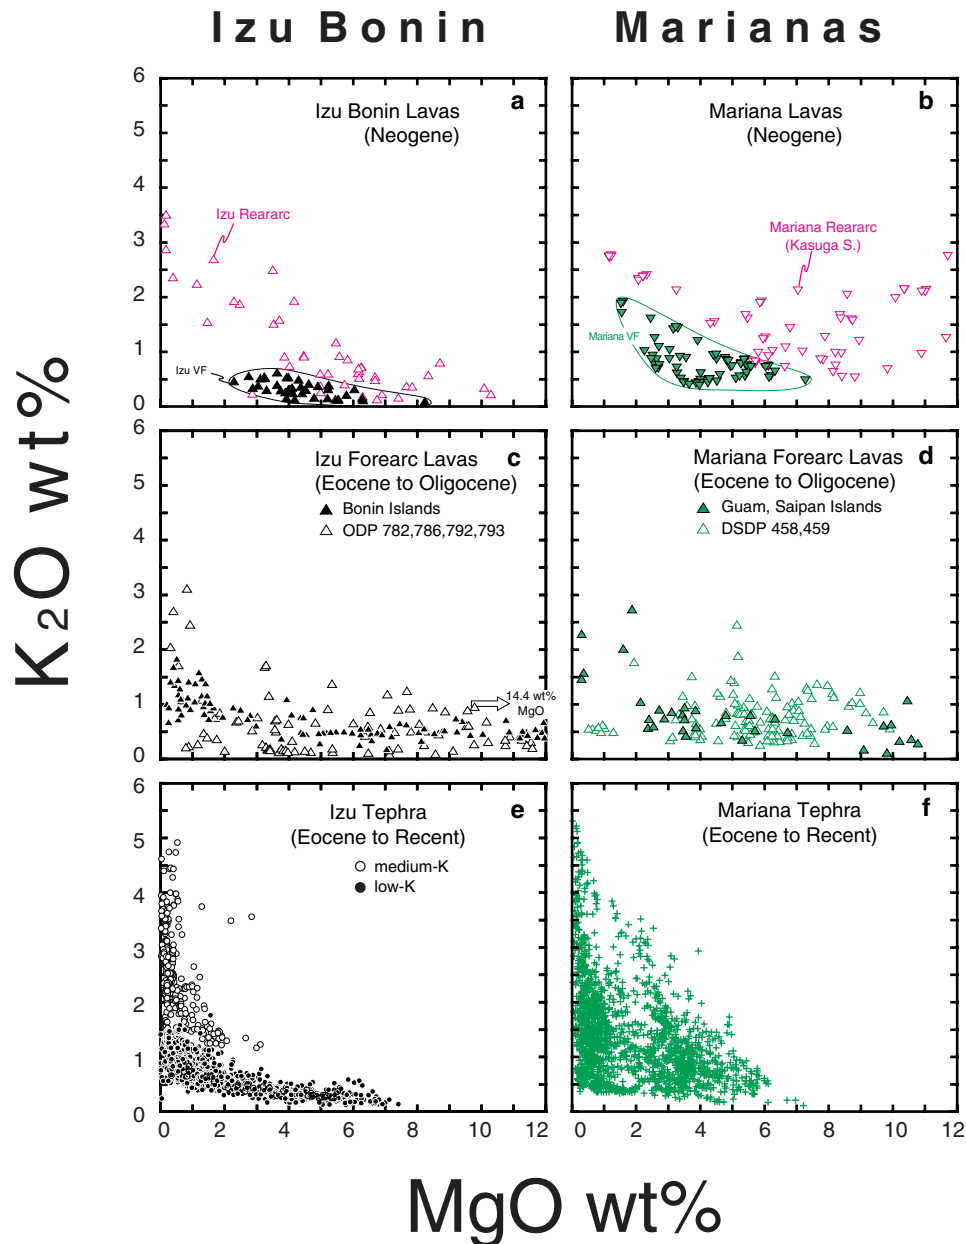 Izu Bonin
Marianas
6
5
4
3
2
1
0
a
Izu Bonin Lavas
(Neogene)
Izu Reararc
Izu VF
b
Mariana Lavas
(Neogene)
Mariana Reararc
(Kasuga S.)
Mariana VF
6
5
4
3
2
1
0
c
Izu Forearc Lavas
(Eocene to Oligocene)
Bonin Islands
ODP 782,786,792,793
14.4 wt%
MgO
d
Mariana Forearc Lavas
(Eocene to Oligocene)
Guam, Saipan Islands
DSDP 458,459
6
5
4
3
2
1
0
e
Izu Tephra
(Eocene to Recent)
medium-K
low-K
f
Mariana Tephra
(Eocene to Recent)
0 2 4 6 8 10 12
0 2 4 6 8 10 12
K2O wt%
MgO wt%